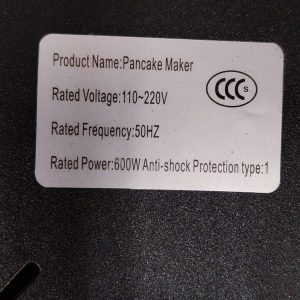 Product Name:Pancake Maker
Rated Voltage:110~220V
Rated Frequency:50HZ
Rated Power:600W Anti-shock Protection type:1
CCC S